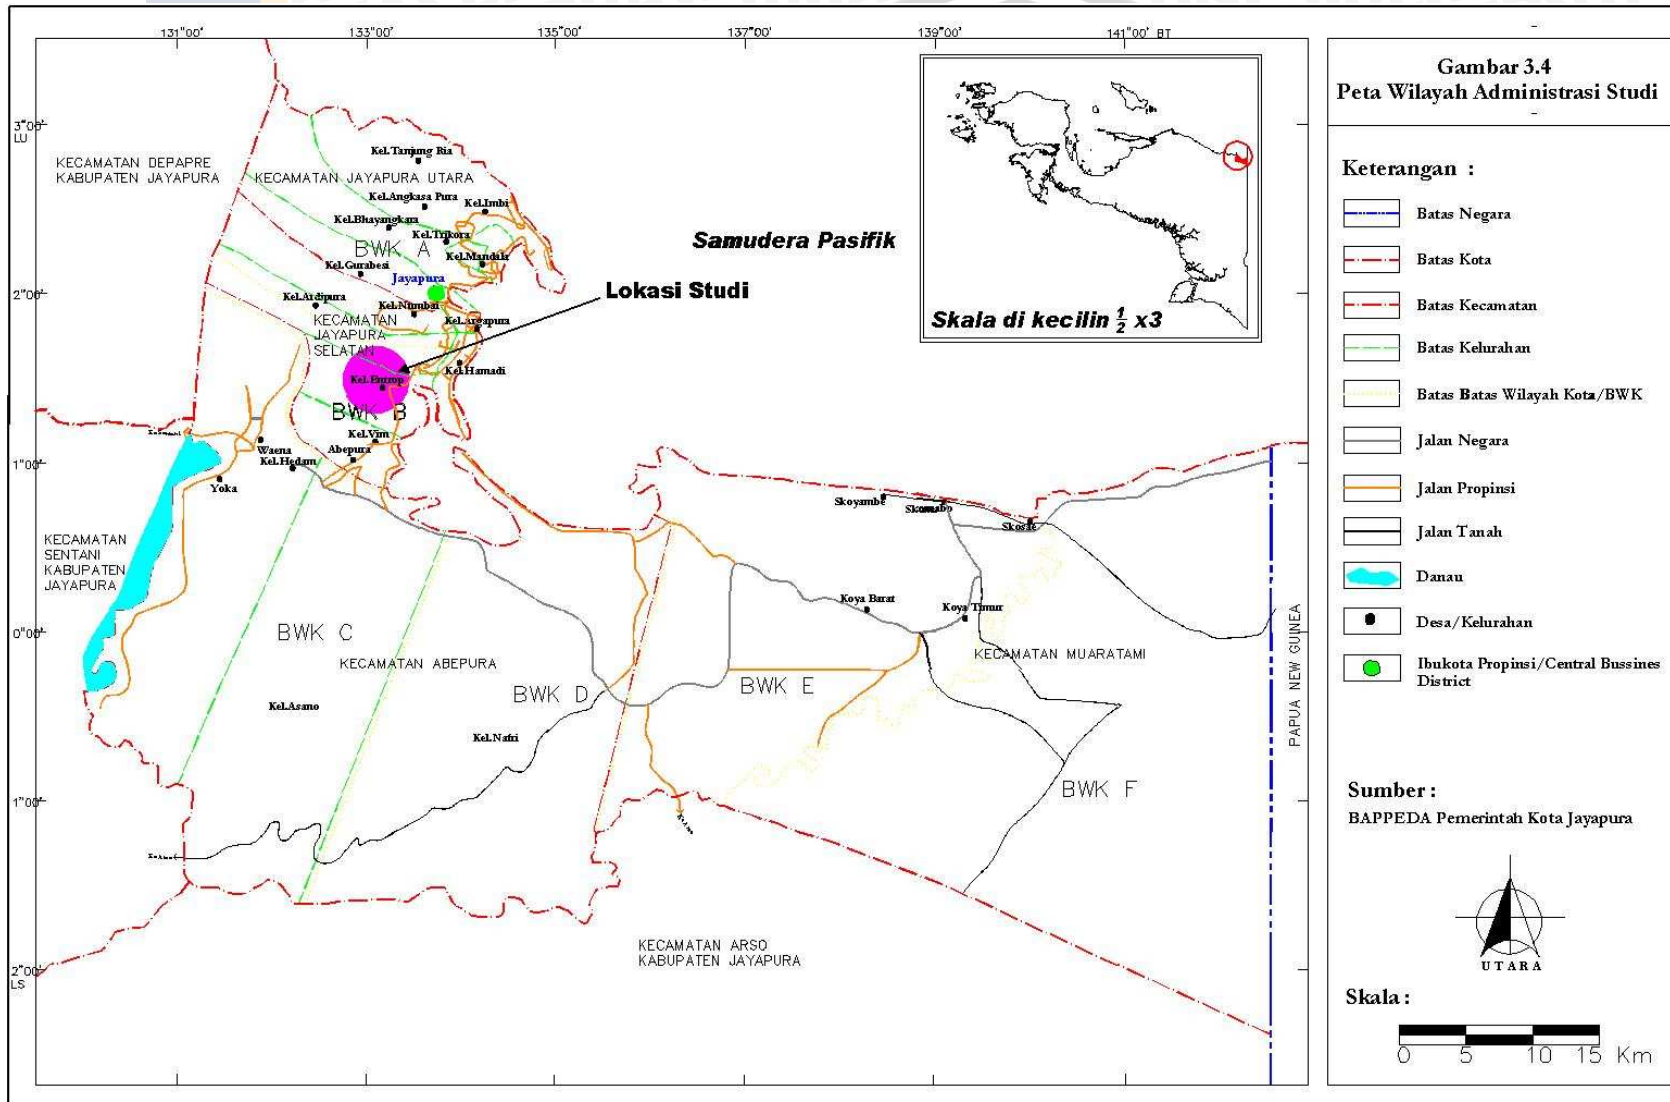 131°00'
133°00'
135°00'
137°00'
139°00'
141°00' BT
3°00'
LU
2°00'
1°00'
0°00'
1°00'
2°00'
LS
KECAMATAN DEPAPRE
KABUPATEN JAYAPURA
KECAMATAN JAYAPURA UTARA
Kel.Tanjung Ria
Kel.Angkasa Pura
Kel.Imbi
Kel.Bhayangkara
Kel.Trikora
BWK A
Kel.Mandala
Kel.Gurabesi
Jayapura
Kel.Ardipura
Kel.Numbai
Kel.Argapura
KECAMATAN
JAYAPURA
SELATAN
Kel.Hamadi
Kel.Entrop
BWK B
Kel.Vim
Abepura
Waena
Kel.Hedam
Yoka
Samudera Pasifik
Lokasi Studi
Skala di kecilin ½ x3
KECAMATAN
SENTANI
KABUPATEN
JAYAPURA
BWK C
KECAMATAN ABEPURA
BWK D
Kel.Asano
Kel.Nafri
Skoyambe
Skomabo
Skosae
Koya Barat
Koya Timur
KECAMATAN MUARATAMI
BWK E
BWK F
PAPUA NEW GUINEA
KECAMATAN ARSO
KABUPATEN JAYAPURA
Gambar 3.4
Peta Wilayah Administrasi Studi
Keterangan :
Batas Negara
Batas Kota
Batas Kecamatan
Batas Kelurahan
Batas Batas Wilayah Kota/BWK
Jalan Negara
Jalan Propinsi
Jalan Tanah
Danau
Desa/Kelurahan
Ibukota Propinsi/Central Bussines
District
Sumber :
BAPPEDA Pemerintah Kota Jayapura
UTARA
Skala :
0 5 10 15 Km